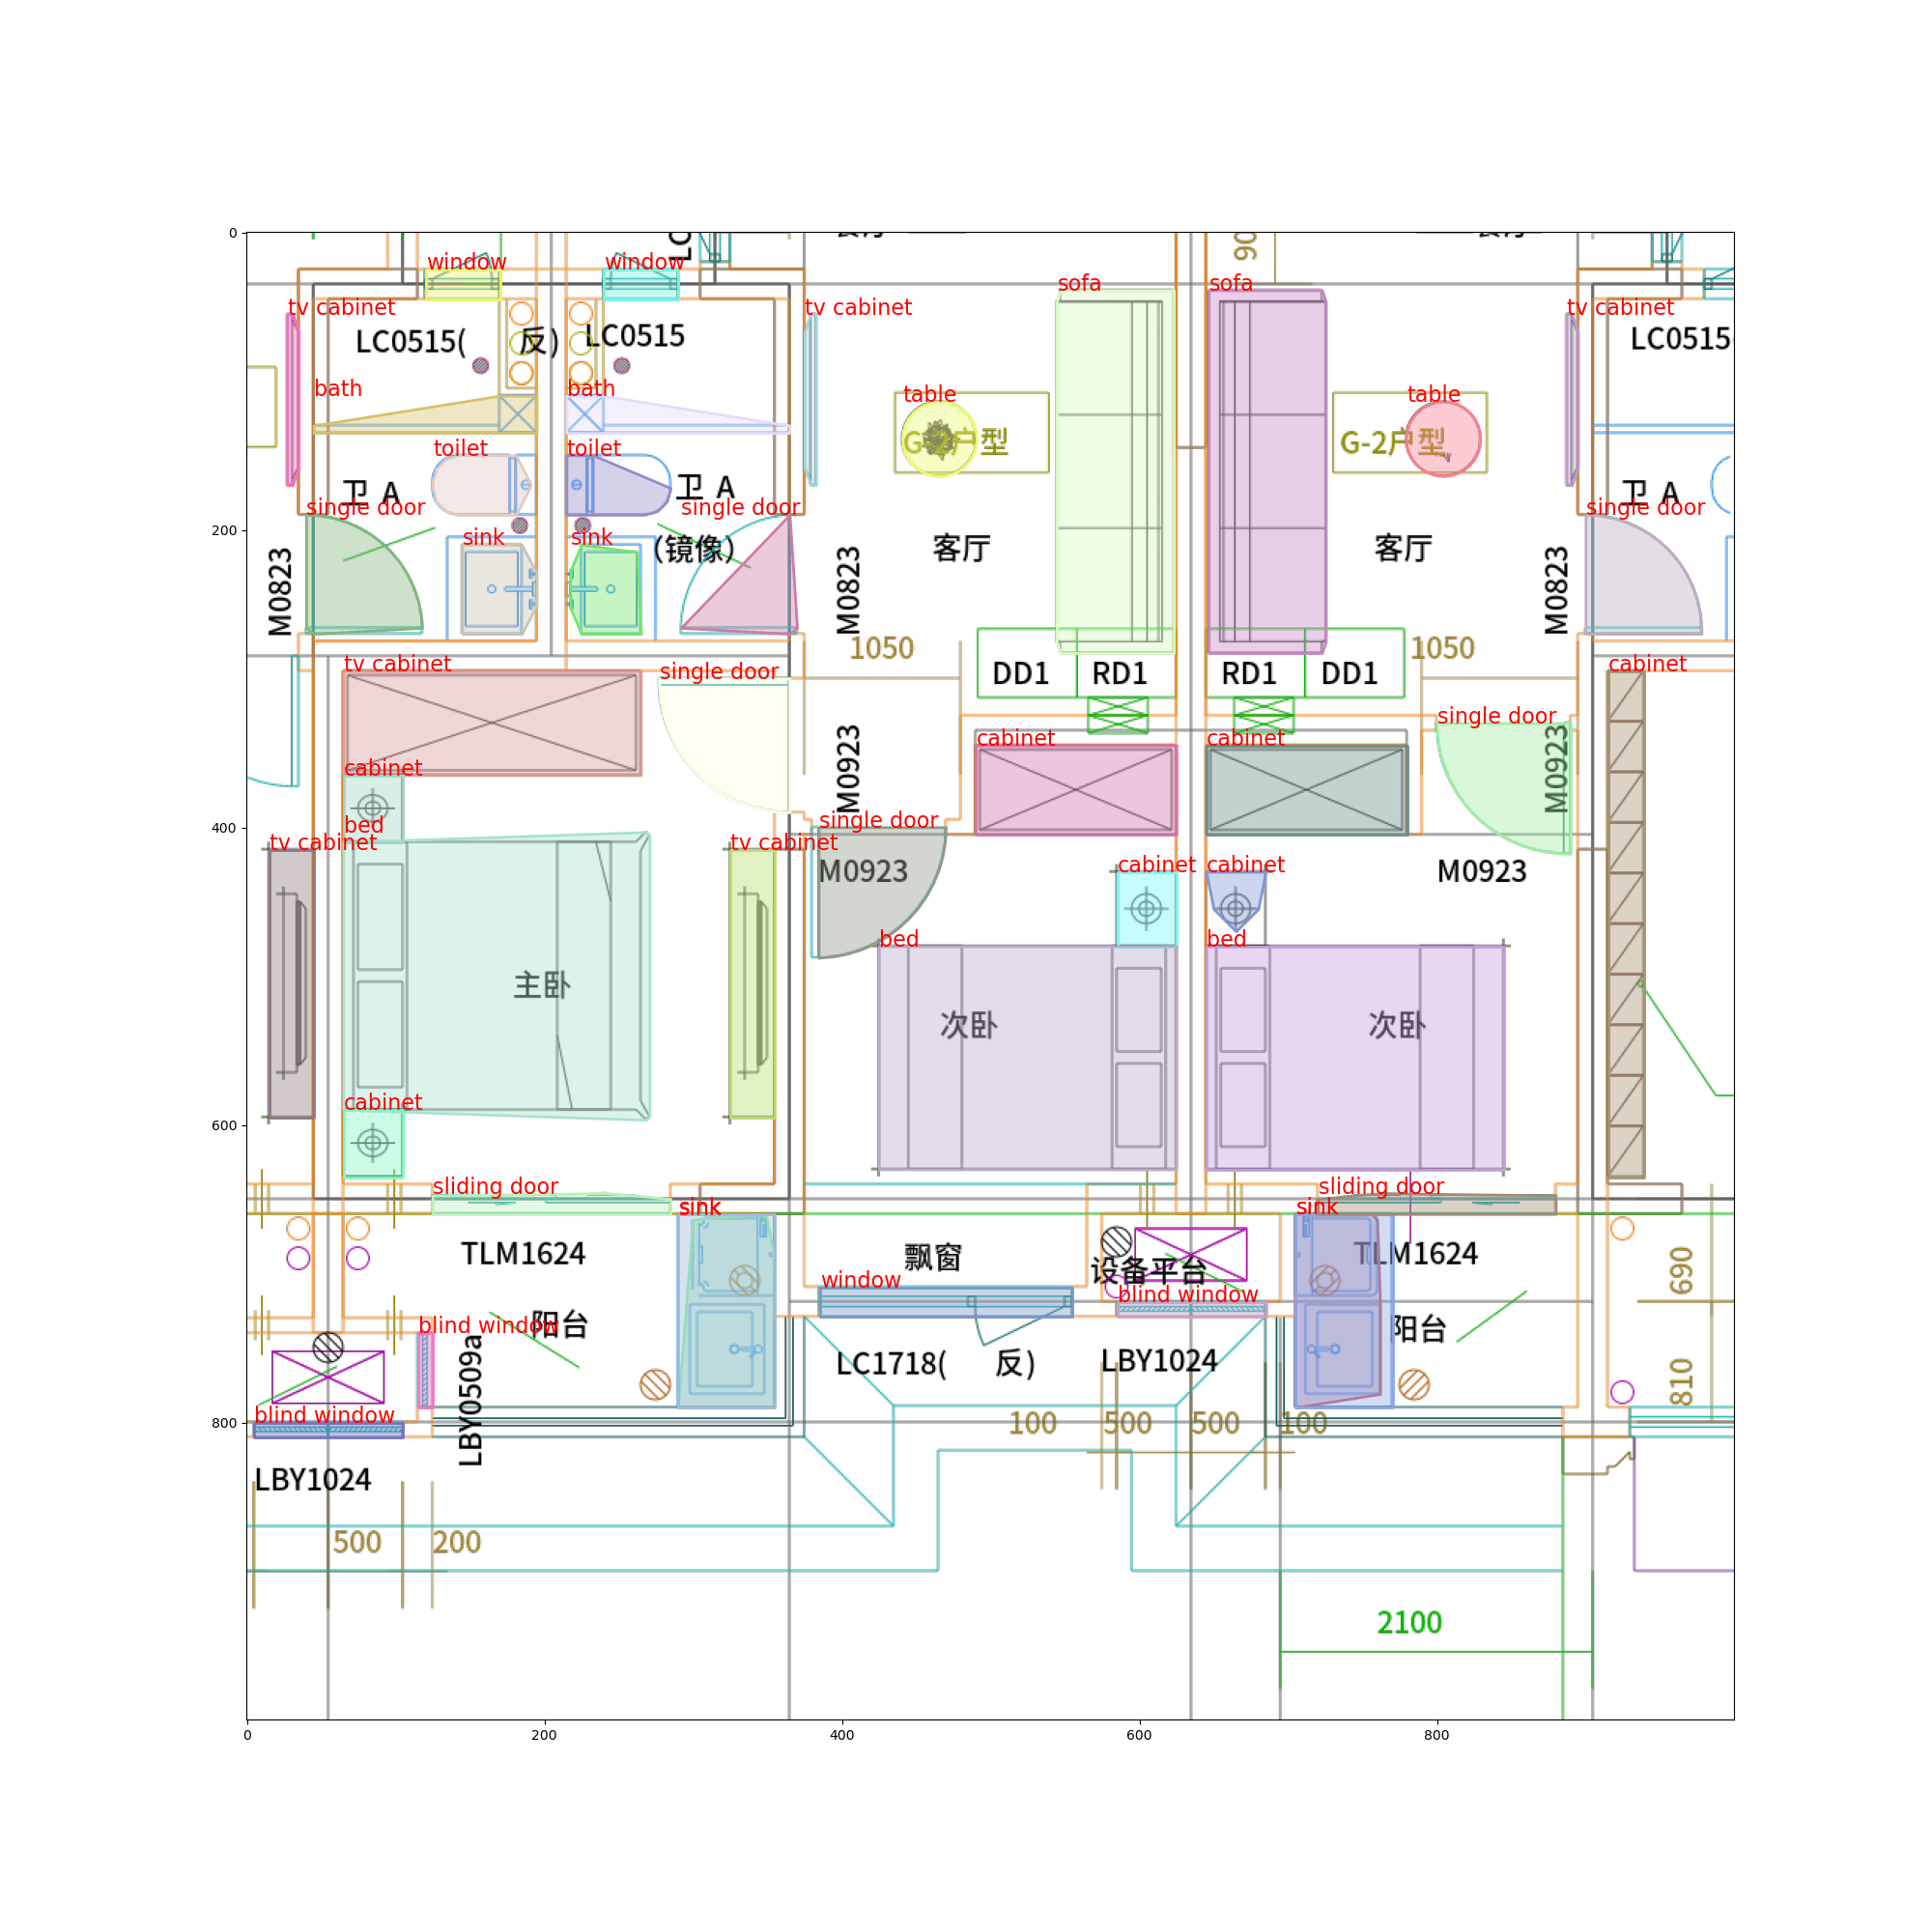 0
200
400
600
800
0
200
400
600
800
window
window
sofa
sofa
90
tv cabinet
tv cabinet
tv cabinet
LC0515(
反)
LC0515
LC0515
bath
bath
table
table
G-2户型
G-2户型
toilet
toilet
卫 A
卫 A
卫 A
single door
single door
single door
sink
sink
(镜像)
客厅
客厅
M0823
M0823
M0823
1050
1050
tv cabinet
single door
cabinet
DD1
RD1
RD1
DD1
single door
cabinet
cabinet
M0923
M0923
cabinet
bed
single door
tv cabinet
tv cabinet
M0923
M0923
cabinet
cabinet
bed
bed
主卧
次卧
次卧
cabinet
sliding door
sliding door
sink
sink
TLM1624
飘窗
设备平台
TLM1624
690
window
blind window
blind window
阳台
阳台
LBY0509a
LC1718(
反)
LBY1024
810
blind window
100
500
500
100
LBY1024
500
200
2100